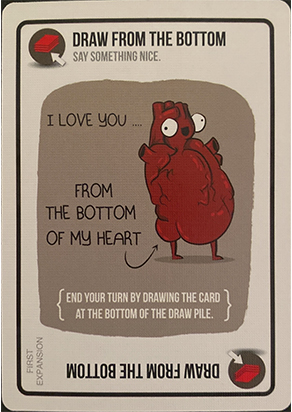 DRAW FROM THE BOTTOM
SAY SOMETHING NICE.
I LOVE YOU ....
FROM
THE BOTTOM
OF MY HEART
END YOUR TURN BY DRAWING THE CARD
AT THE BOTTOM OF THE DRAW PILE.
FIRST
EXPANSION
DRAW FROM THE BOTTOM